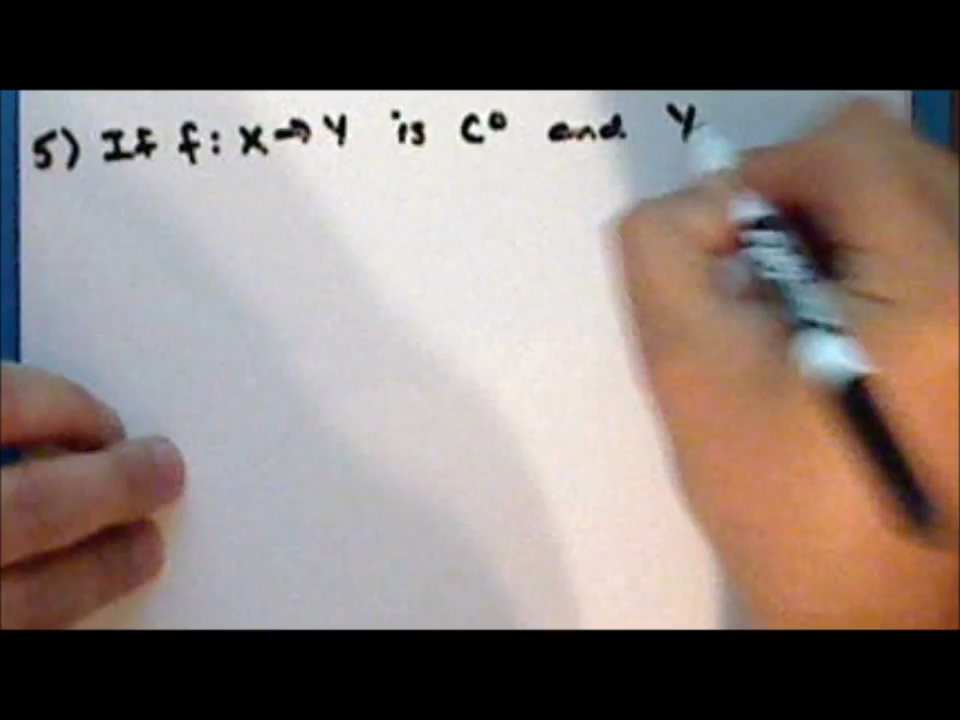 5) If f: X → Y is C⁰ and Y